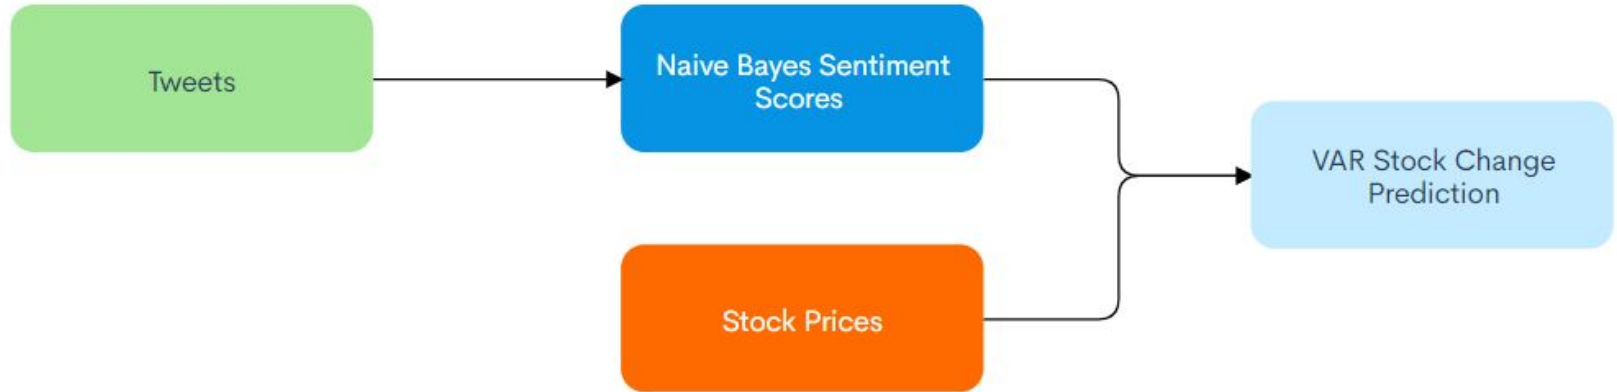 Tweets
Naive Bayes Sentiment
Scores
VAR Stock Change
Prediction
Stock Prices